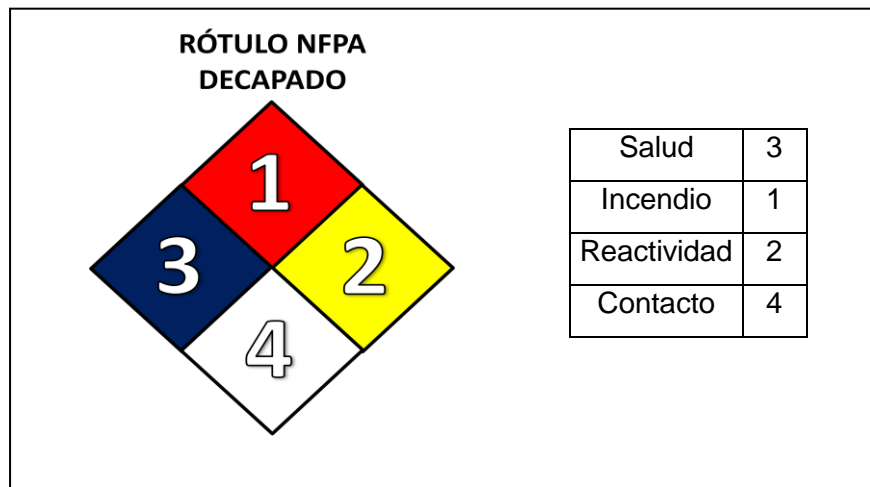 RÓTULO NFPA
DECAPADO
1
3
2
4
Salud 3
Incendio 1
Reactividad 2
Contacto 4